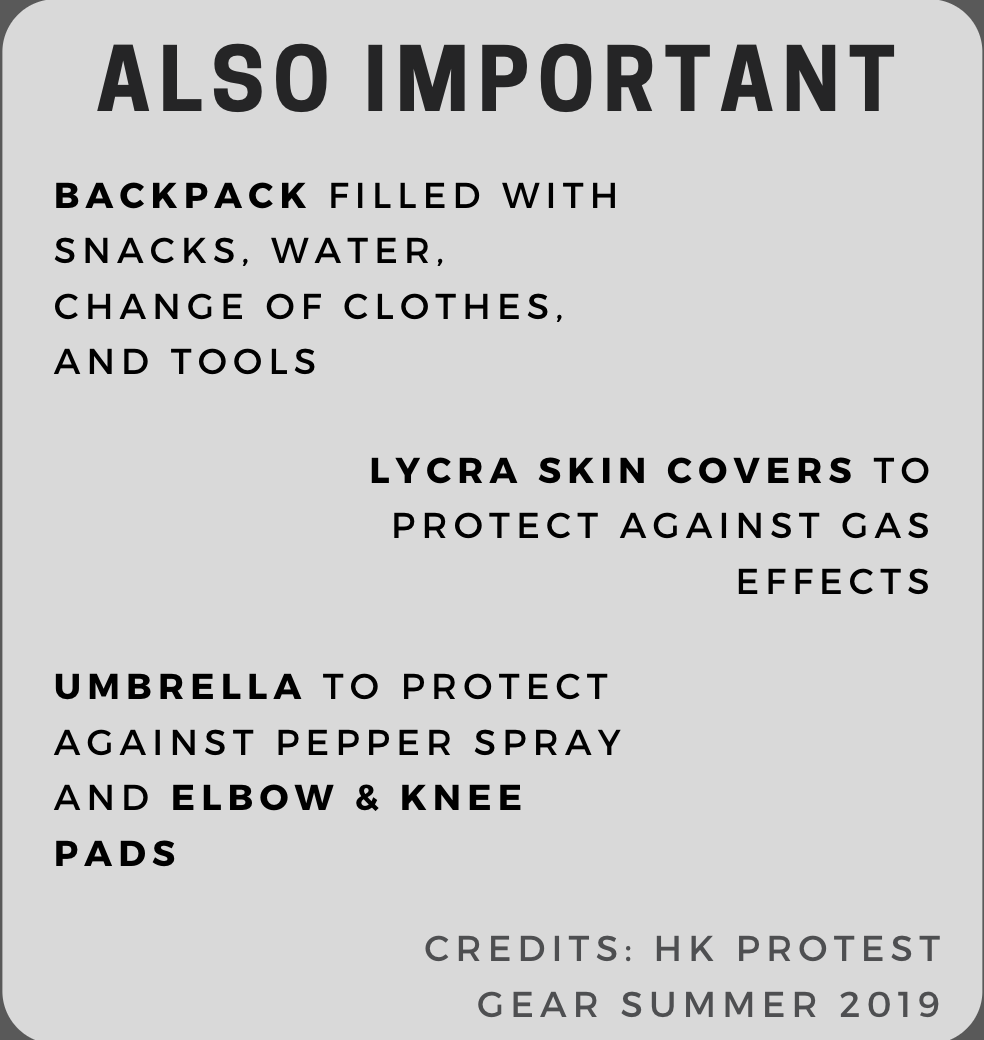 ALSO IMPORTANT
BACKPACK FILLED WITH
SNACKS, WATER,
CHANGE OF CLOTHES,
AND TOOLS
LYCRA SKIN COVERS TO
PROTECT AGAINST GAS
EFFECTS
UMBRELLA TO PROTECT
AGAINST PEPPER SPRAY
AND ELBOW & KNEE
PADS
CREDITS: HK PROTEST
GEAR SUMMER 2019